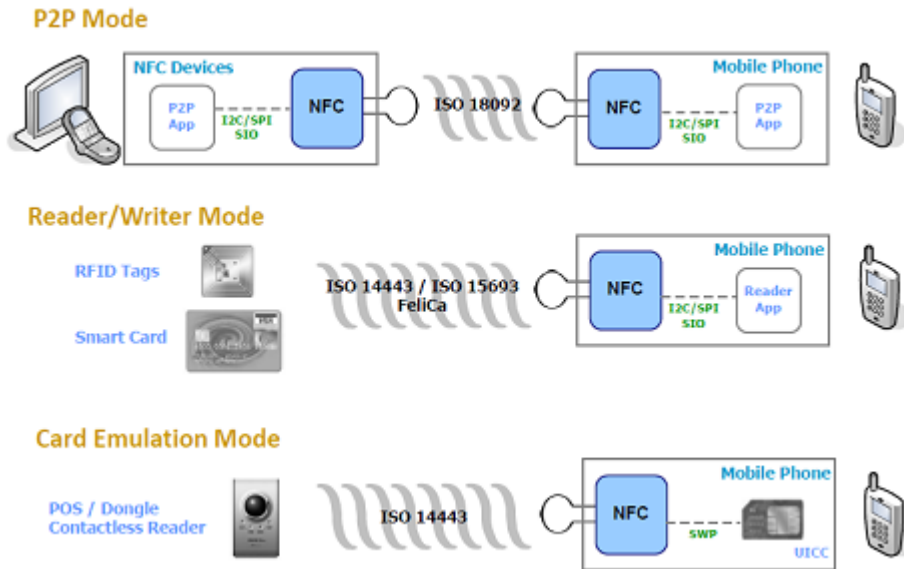 P2P Mode
NFC Devices
P2P
App
I2C/SPI
SIO
NFC
ISO 18092
Mobile Phone
NFC
I2C/SPI
SIO
P2P
App
Reader/Writer Mode
RFID Tags
Smart Card
ISO 14443 / ISO 15693
FeliCa
Mobile Phone
NFC
I2C/SPI
SIO
Reader
App
Card Emulation Mode
POS / Dongle
Contactless Reader
ISO 14443
Mobile Phone
NFC
SWP
UICC